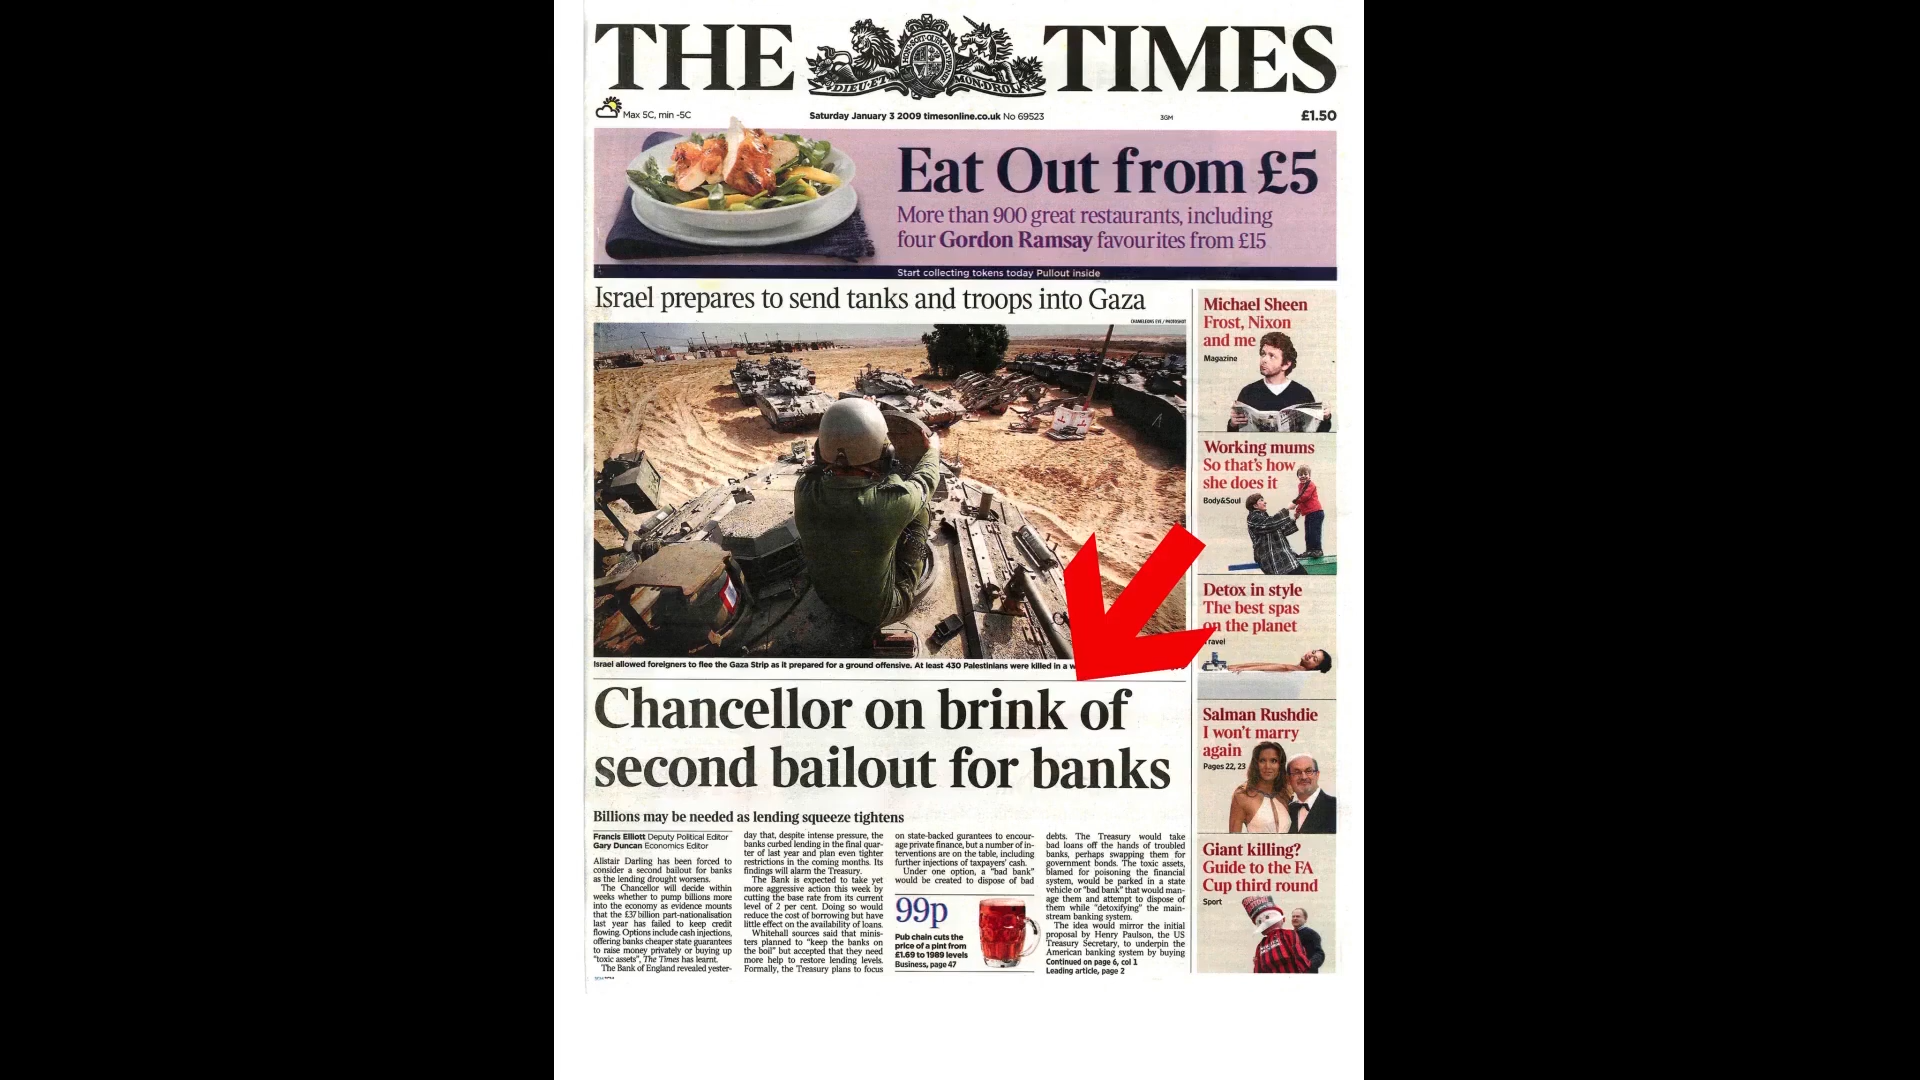 THE TIMES
DIEU·ET MON·DROIT
Max 5C, min -5C
Saturday January 3 2009 timesonline.co.uk No 69523
3GM
£1.50
Eat Out from £5
More than 900 great restaurants, including
four Gordon Ramsay favourites from £15
Start collecting tokens today Pullout inside
Israel prepares to send tanks and troops into Gaza
CHAMELEONS EYE / PHOTOSHOT
Israel allowed foreigners to flee the Gaza Strip as it prepared for a ground offensive. At least 430 Palestinians were killed in a
Chancellor on brink of
second bailout for banks
Billions may be needed as lending squeeze tightens
Francis Elliott Deputy Political Editor
Gary Duncan Economics Editor
Alistair Darling has been forced to
consider a second bailout for banks
as the lending drought worsens.
The Chancellor will decide within
weeks whether to pump billions more
into the economy as evidence mounts
that the £37 billion part-nationalisation
last year has failed to keep credit
flowing. Options include cash injections,
offering banks cheaper state guarantees
to raise money privately or buying up
"toxic assets", The Times has learnt.
The Bank of England revealed yester-
day that, despite intense pressure, the
banks curbed lending in the final quar-
ter of last year and plan even tighter
restrictions in the coming months. Its
findings will alarm the Treasury.
The Bank is expected to take yet
more aggressive action this week by
cutting the base rate from its current
level of 2 per cent. Doing so would
reduce the cost of borrowing but have
little effect on the availability of loans.
Whitehall sources said that minis-
ters planned to "keep the banks on
the boil" but accepted that they need
more help to restore lending levels.
Formally, the Treasury plans to focus
on state-backed gurantees to encour-
age private finance, but a number of in-
terventions are on the table, including
further injections of taxpayers' cash.
Under one option, a "bad bank"
would be created to dispose of bad
debts. The Treasury would take
bad loans off the hands of troubled
banks, perhaps swapping them for
government bonds. The toxic assets,
blamed for poisoning the financial
system, would be parked in a state
vehicle or "bad bank" that would man-
age them and attempt to dispose of
them while "detoxifying" the main-
stream banking system.
The idea would mirror the initial
proposal by Henry Paulson, the US
Treasury Secretary, to underpin the
American banking system by buying
Continued on page 6, col 1
Leading article, page 2
99p
Pub chain cuts the
price of a pint from
£1.69 to 1989 levels
Business, page 47
Michael Sheen
Frost, Nixon
and me
Magazine
Working mums
So that's how
she does it
Body&Soul
Detox in style
The best spas
on the planet
Travel
Salman Rushdie
I won't marry
again
Pages 22, 23
Giant killing?
Guide to the FA
Cup third round
Sport